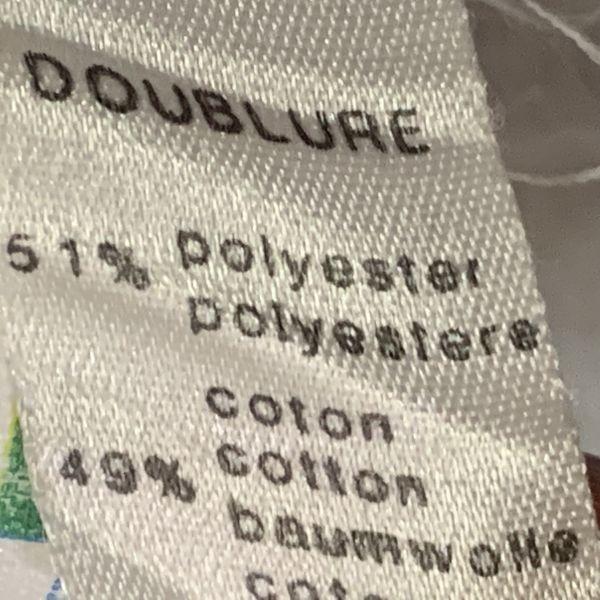 DOUBLURE
51% polyester
polyestere
coton
49% cotton
baumwolle